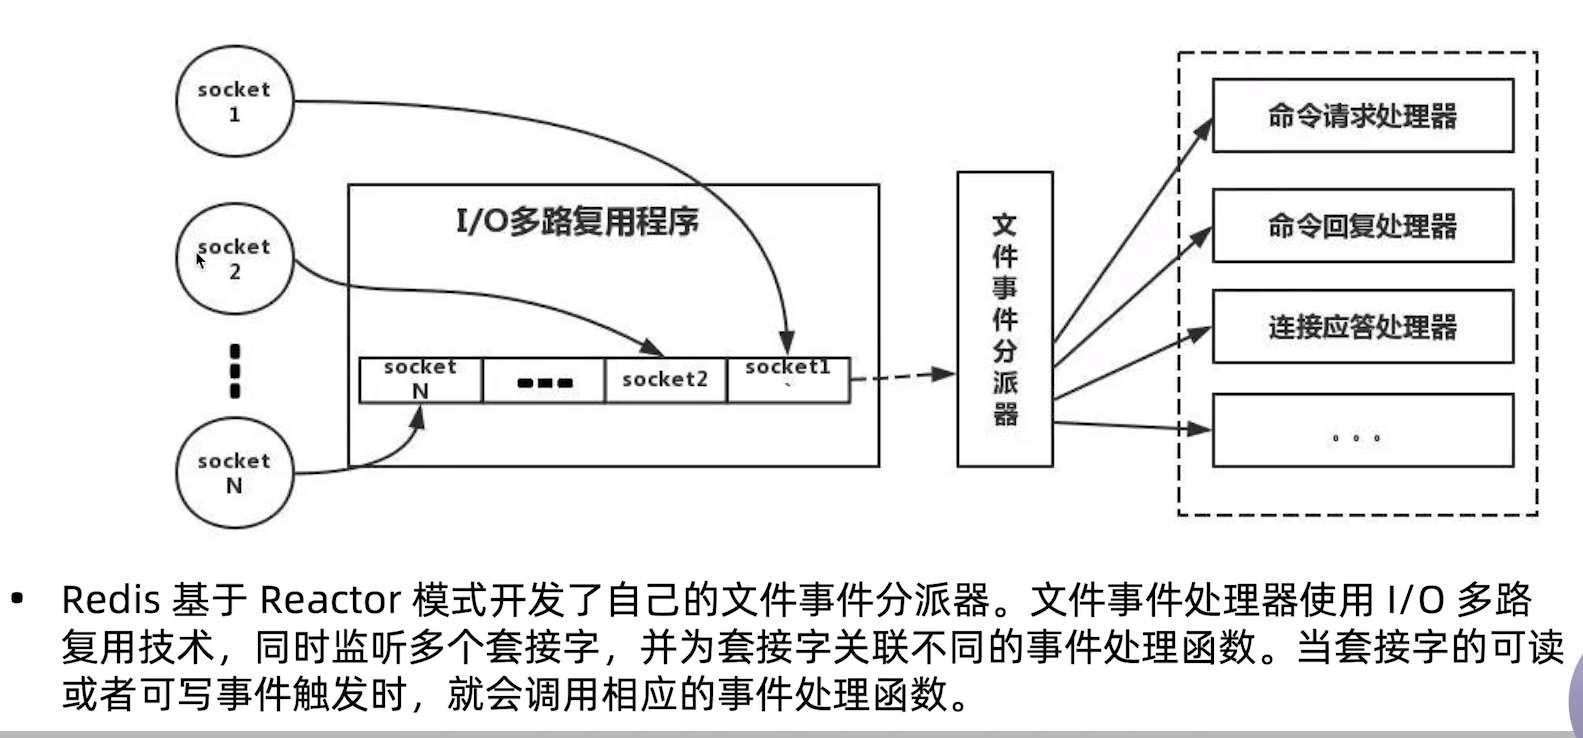 socket
1
socket
2
socket
N
I/O多路复用程序
socket
N
socket2
socket1
文件事件分派器
命令请求处理器
命令回复处理器
连接应答处理器
。。。
• Redis 基于 Reactor 模式开发了自己的文件事件分派器。文件事件处理器使用 I/O 多路
复用技术，同时监听多个套接字，并为套接字关联不同的事件处理函数。当套接字的可读
或者可写事件触发时，就会调用相应的事件处理函数。